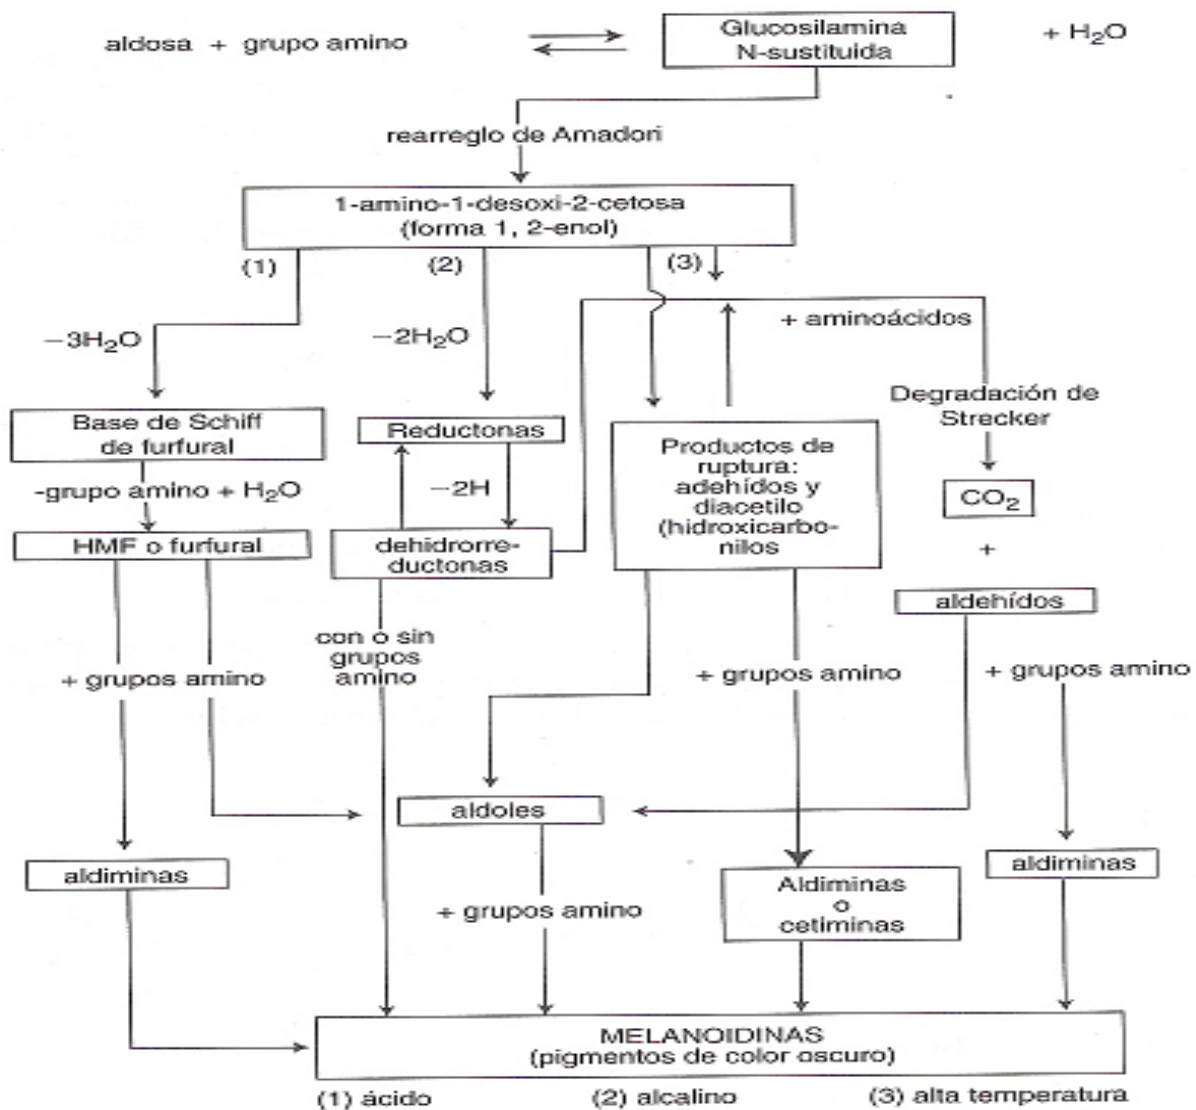 aldosa + grupo amino
Glucosilamina
N-sustituida
+ H₂O
rearreglo de Amadori
1-amino-1-desoxi-2-cetosa
(forma 1, 2-enol)
(1)
(2)
(3)
−3H₂O
−2H₂O
+ aminoácidos
Degradación de
Strecker
Base de Schiff
de furfural
Reductonas
Productos de
ruptura:
adehídos y
diacetilo
(hidroxicarbo-
nilos
-grupo amino + H₂O
−2H
CO₂
HMF o furfural
dehidrorre-
ductonas
+
aldehídos
con o sin
grupos
amino
+ grupos amino
+ grupos amino
+ grupos amino
aldoles
aldiminas
aldiminas
Aldiminas
o
cetiminas
+ grupos amino
MELANOIDINAS
(pigmentos de color oscuro)
(1) ácido
(2) alcalino
(3) alta temperatura